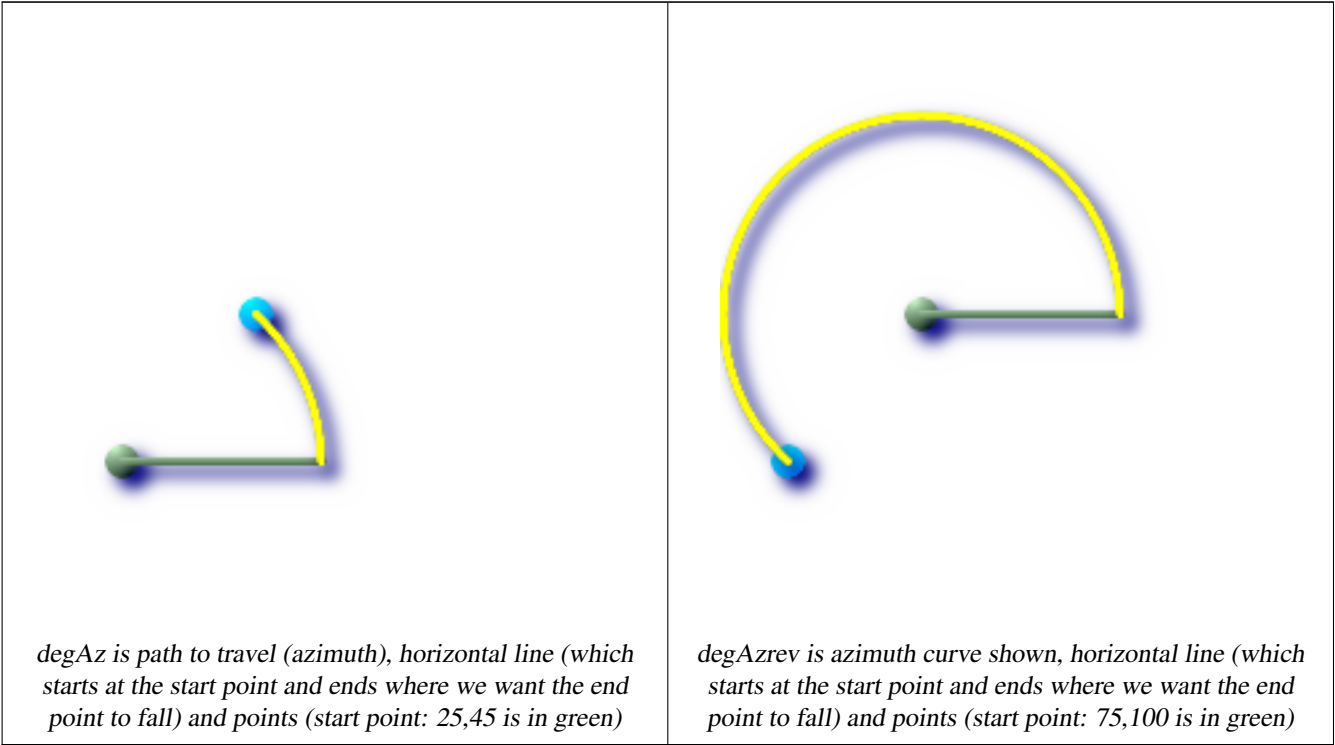 degAz is path to travel (azimuth), horizontal line (which
starts at the start point and ends where we want the end
point to fall) and points (start point: 25,45 is in green)
degAzrev is azimuth curve shown, horizontal line (which
starts at the start point and ends where we want the end
point to fall) and points (start point: 75,100 is in green)